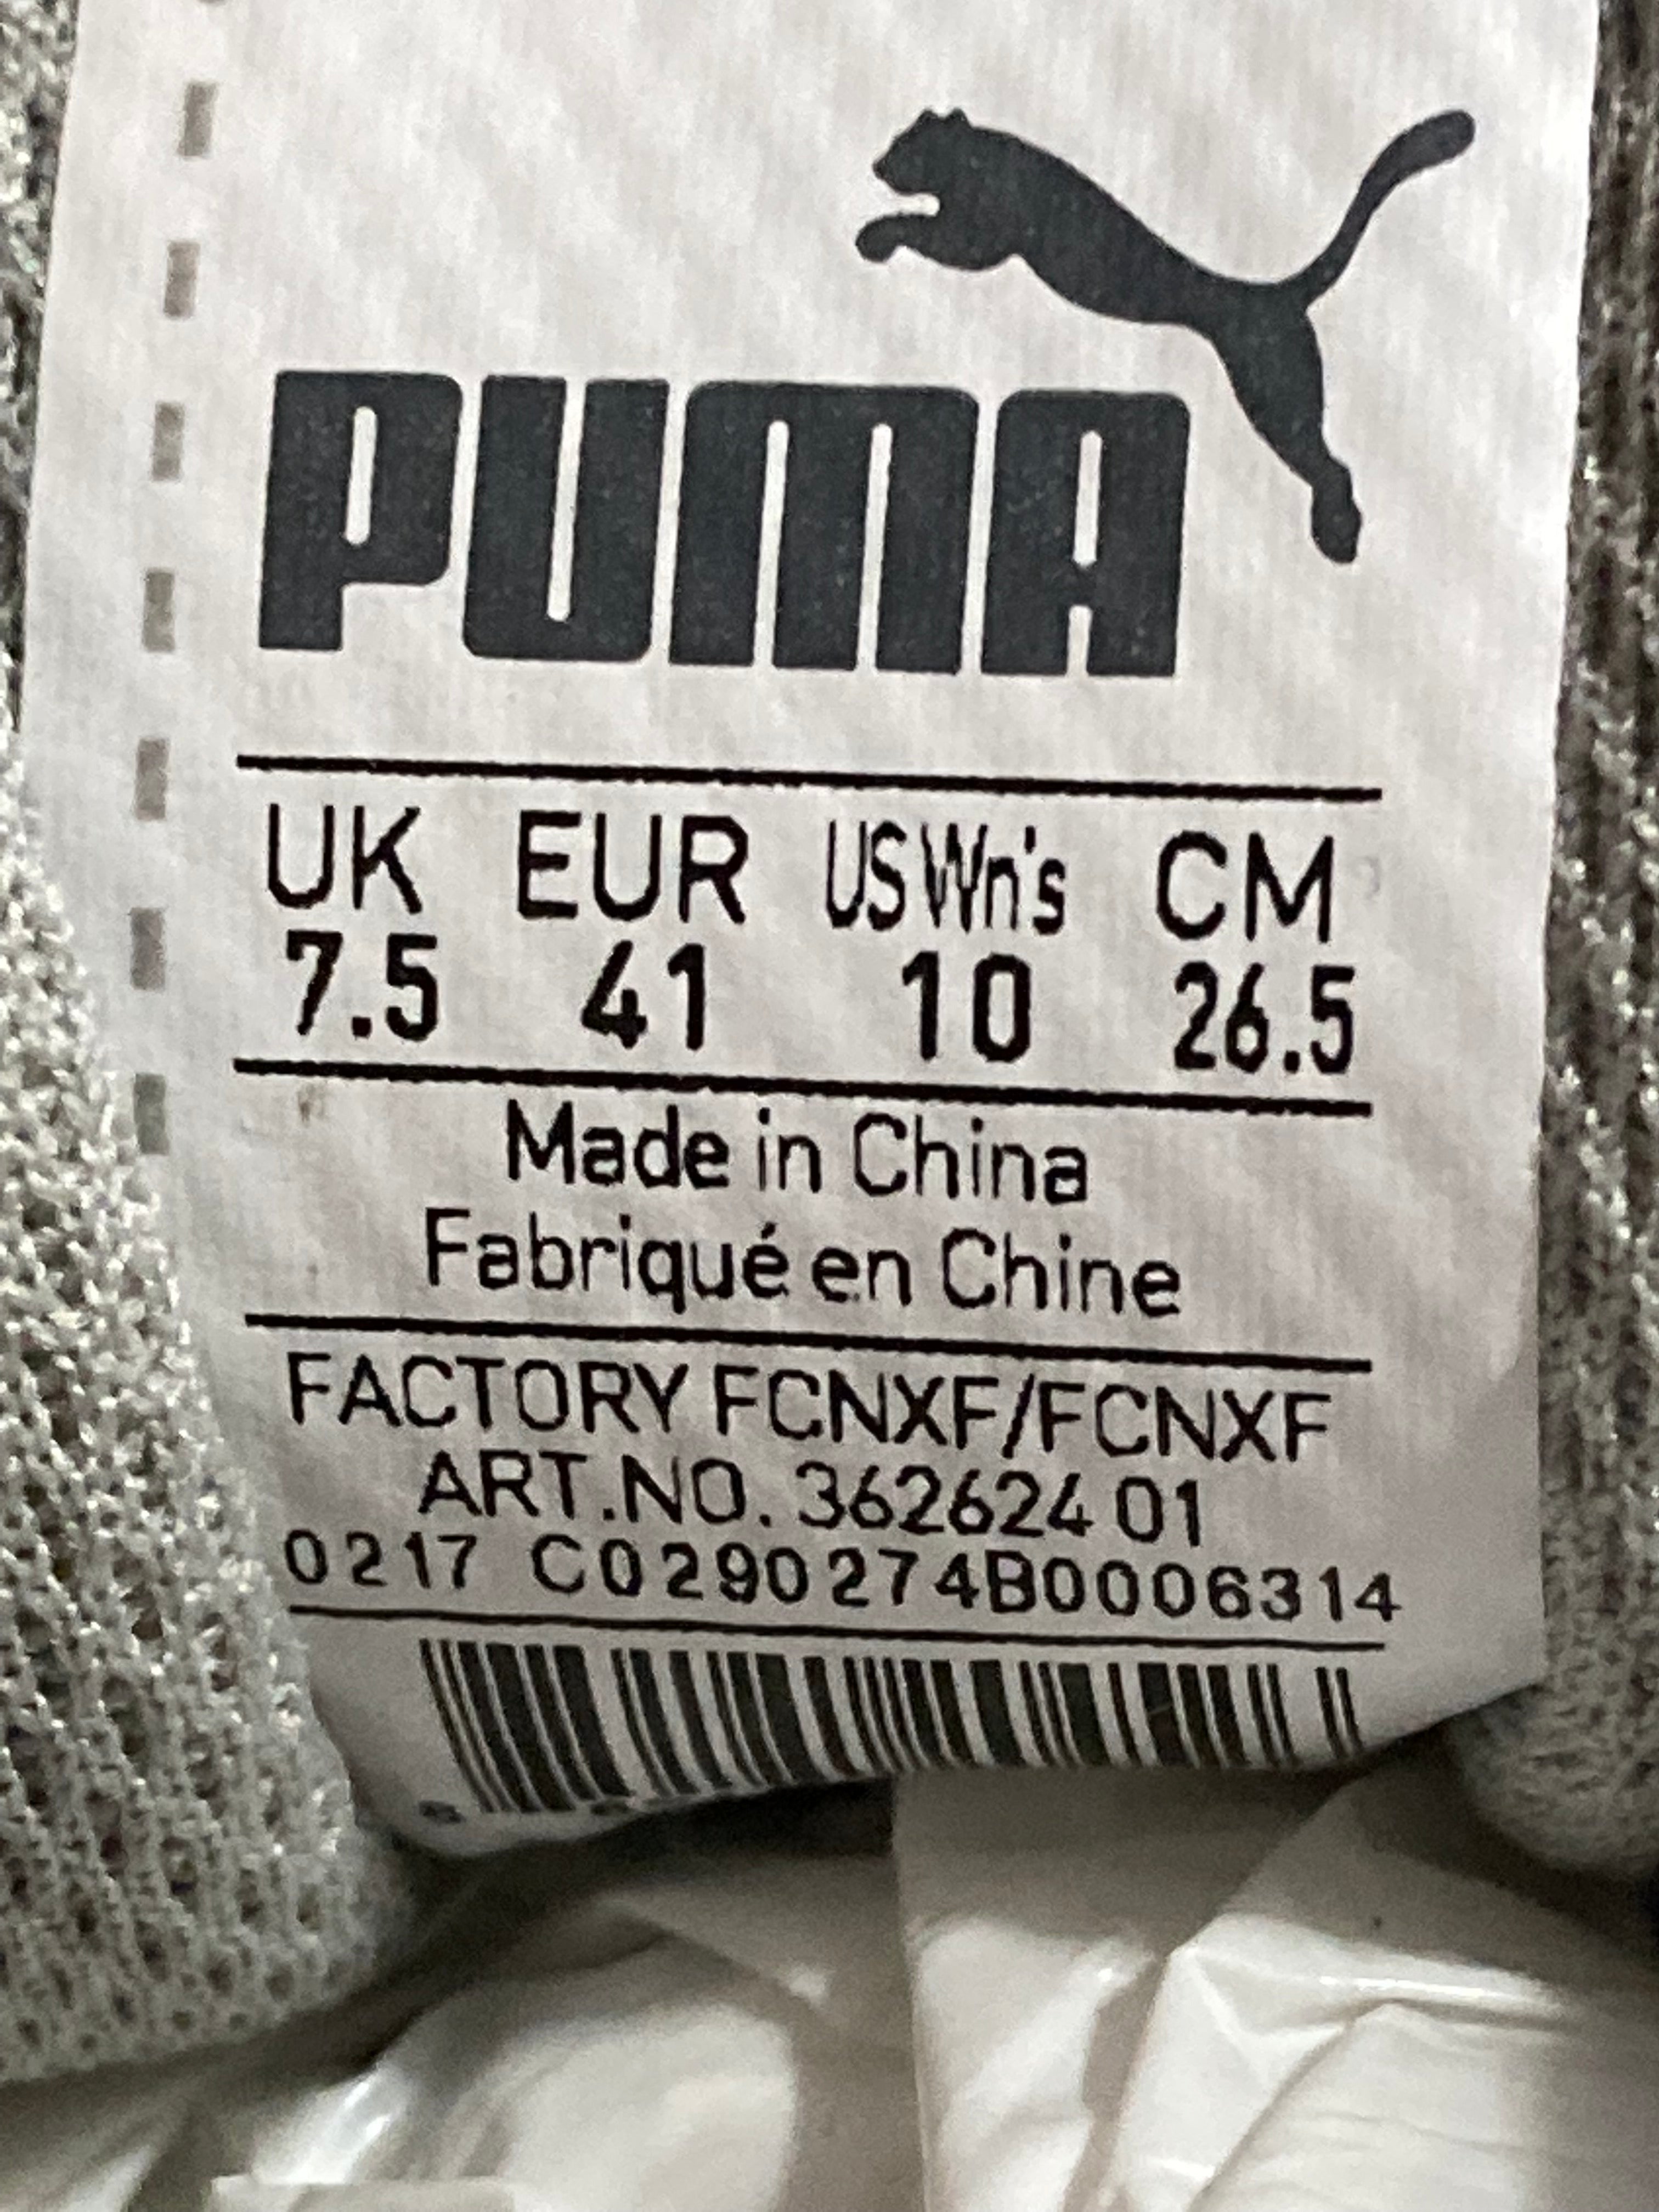 PUMA
UK EUR US Wn's CM
7.5 41 10 26.5
Made in China
Fabriqué en Chine
FACTORY FCNXF/FCNXF
ART.NO. 362624 01
0217 C0290274B0006314